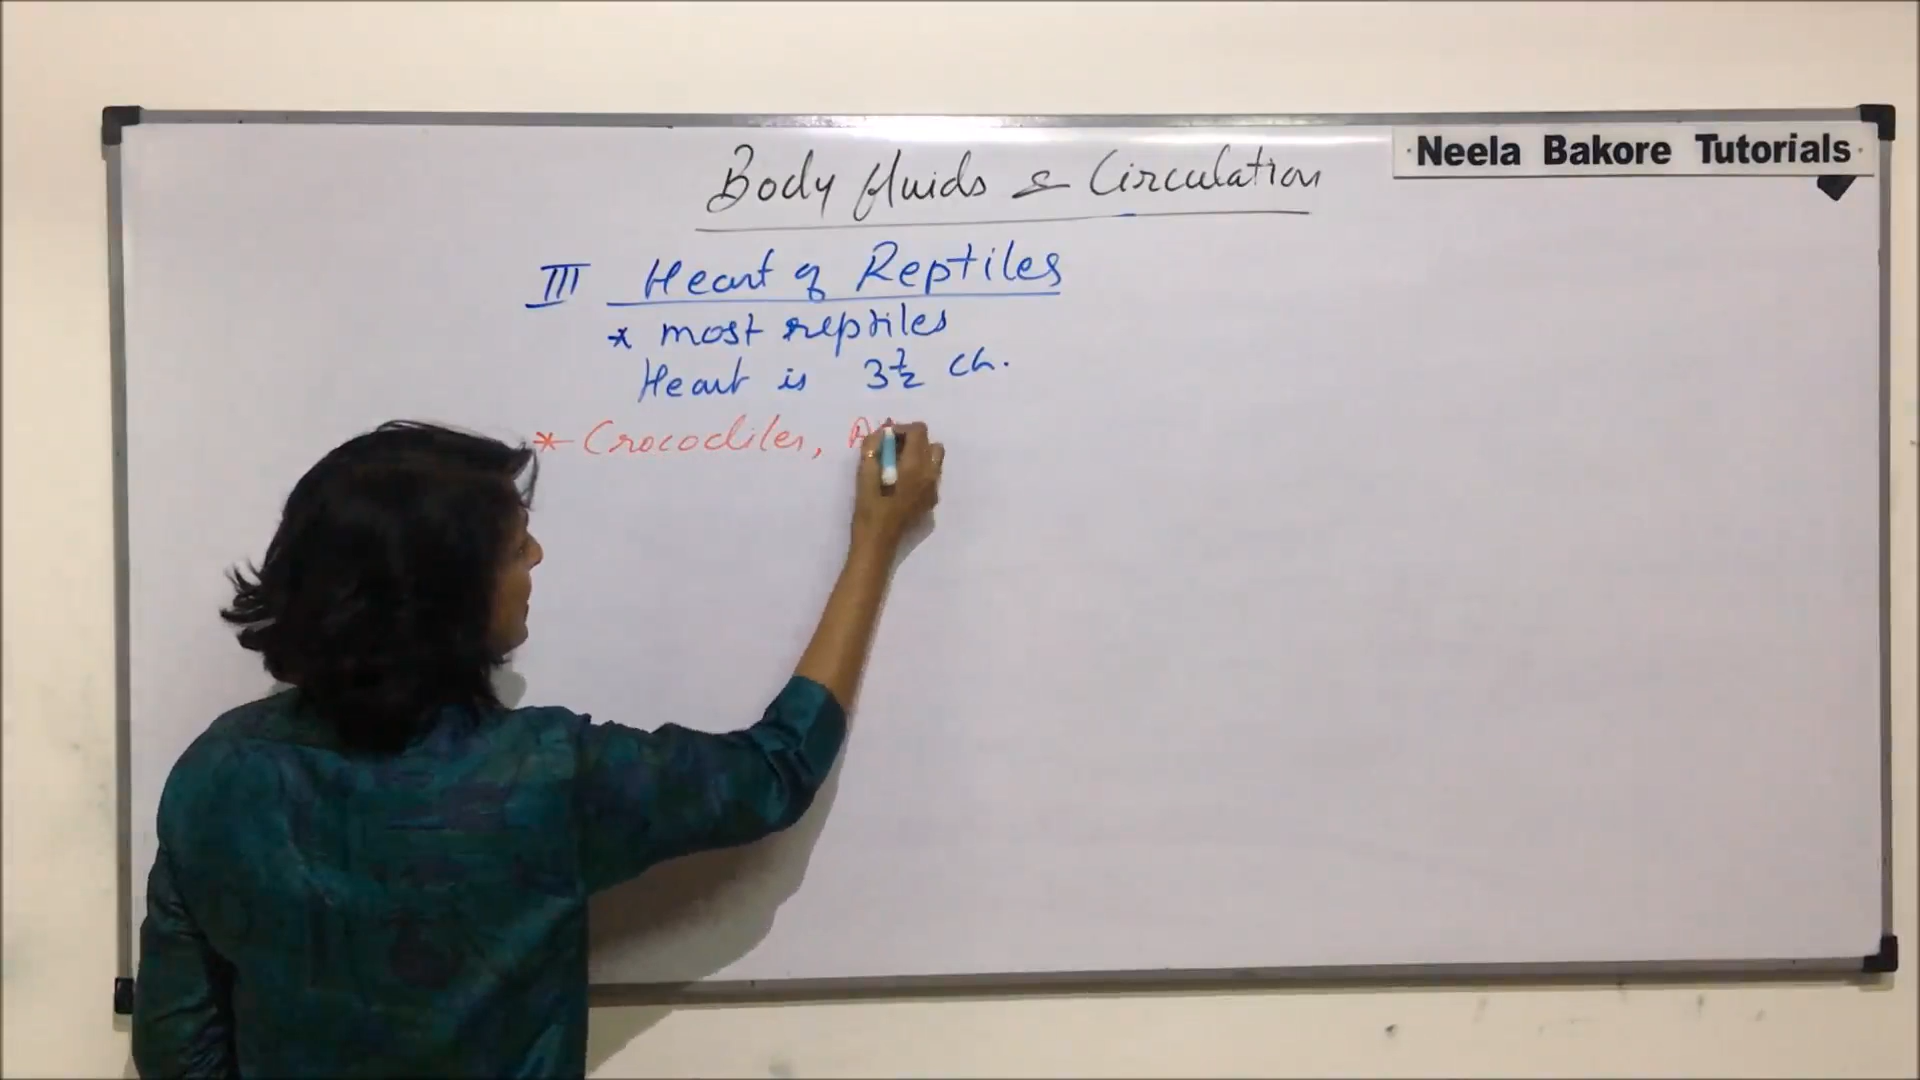 Neela Bakore Tutorials
Body fluids & Circulation
III Heart of Reptiles
* most reptiles
Heart is 3½ ch.
* Crocodiles,